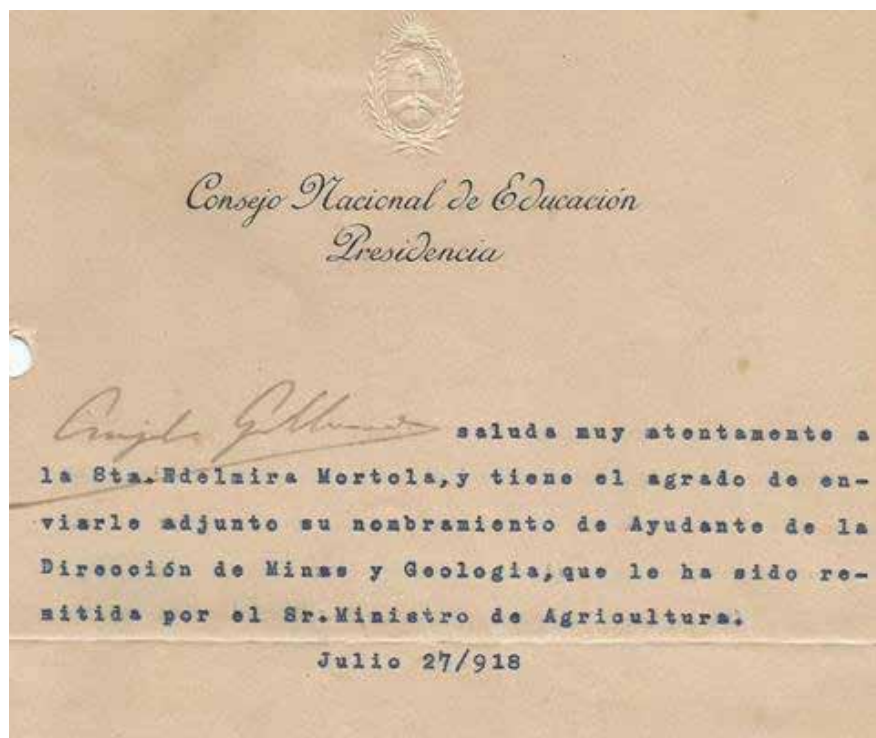 Consejo Nacional de Educación
Presidencia
saluda muy atentamente a
la Sta.Edelmira Mortola,y tiene el agrado de en-
viarle adjunto su nombramiento de Ayudante de la
Dirección de Minas y Geologia,que le ha sido re-
mitida por el Sr.Ministro de Agricultura.
Julio 27/918